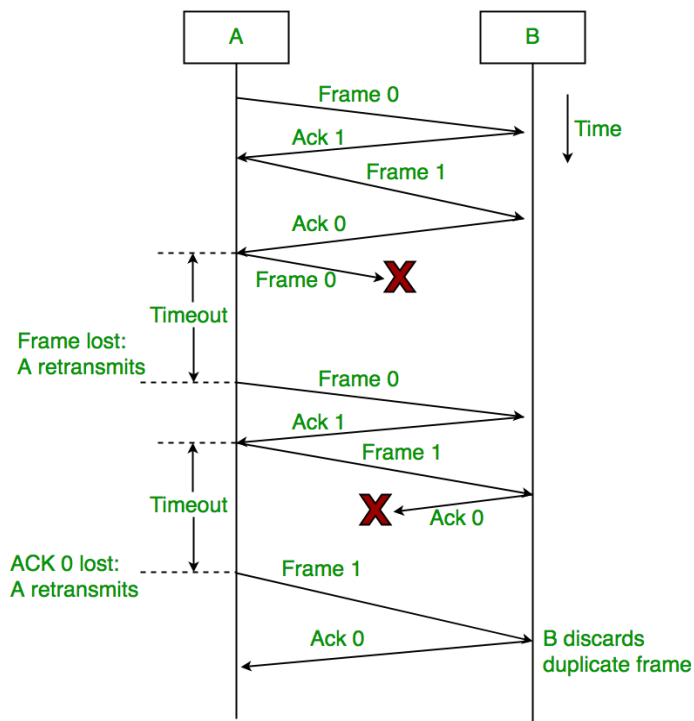 A
B
Frame 0
Time
Ack 1
Frame 1
Ack 0
Frame 0
X
Timeout
Frame lost:
A retransmits
Frame 0
Ack 1
Frame 1
X
Timeout
Ack 0
ACK 0 lost:
A retransmits
Frame 1
Ack 0
B discards
duplicate frame